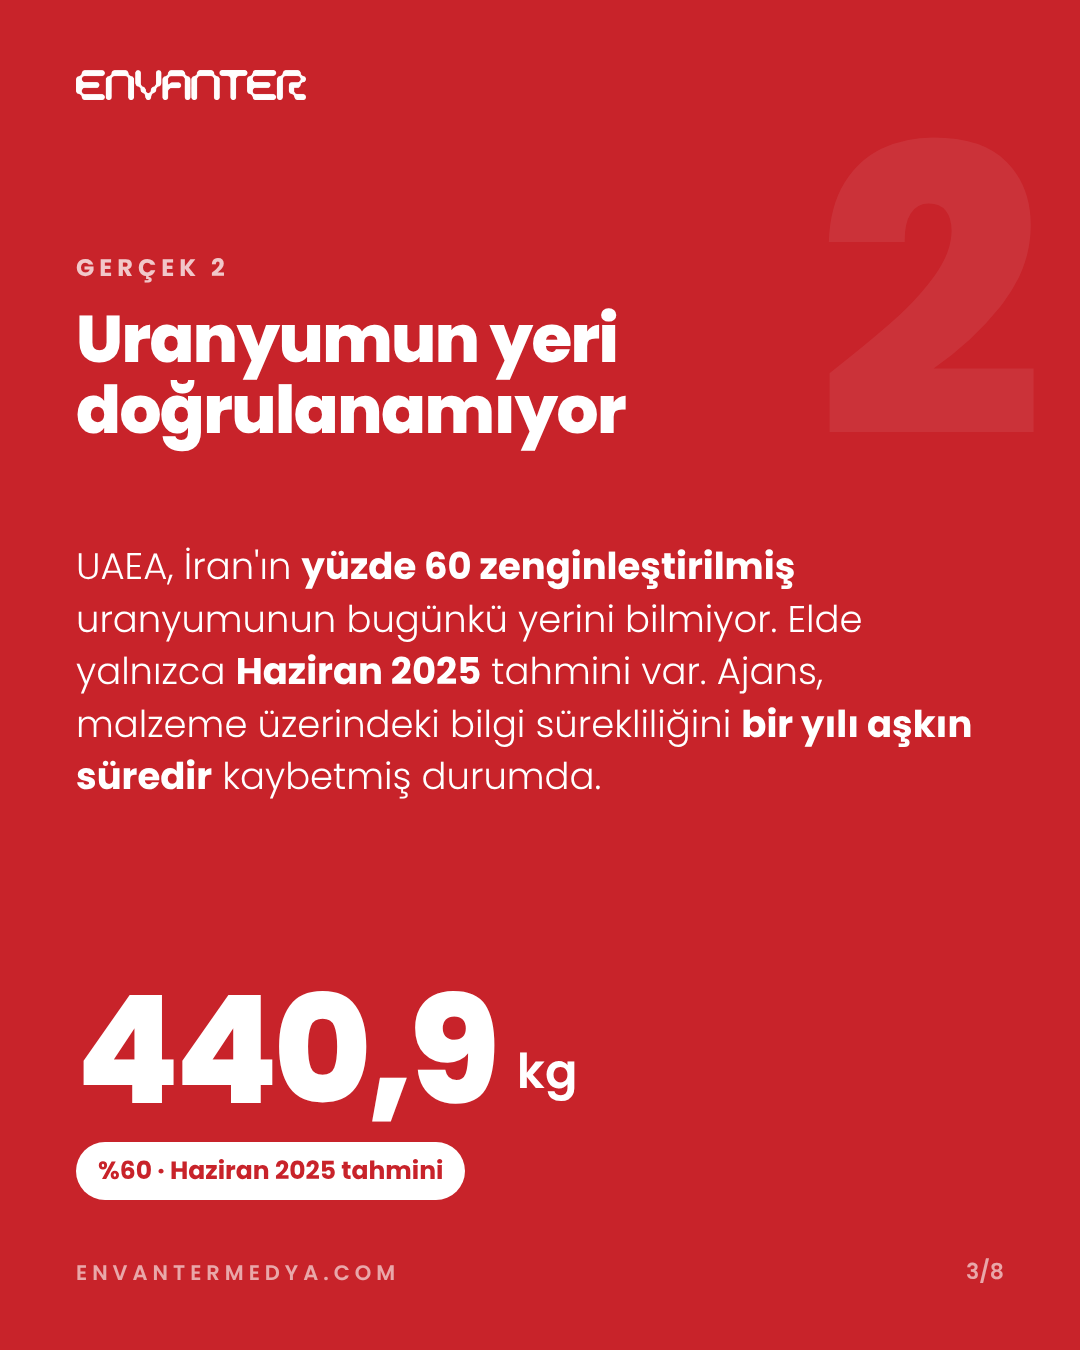 ENVANTER
2
GERÇEK 2
Uranyumun yeri
doğrulanamıyor
UAEA, İran'ın yüzde 60 zenginleştirilmiş
uranyumunun bugünkü yerini bilmiyor. Elde
yalnızca Haziran 2025 tahmini var. Ajans,
malzeme üzerindeki bilgi sürekliliğini bir yılı aşkın
süredir kaybetmiş durumda.
440,9 kg
%60 · Haziran 2025 tahmini
ENVANTERMEDYA.COM
3/8